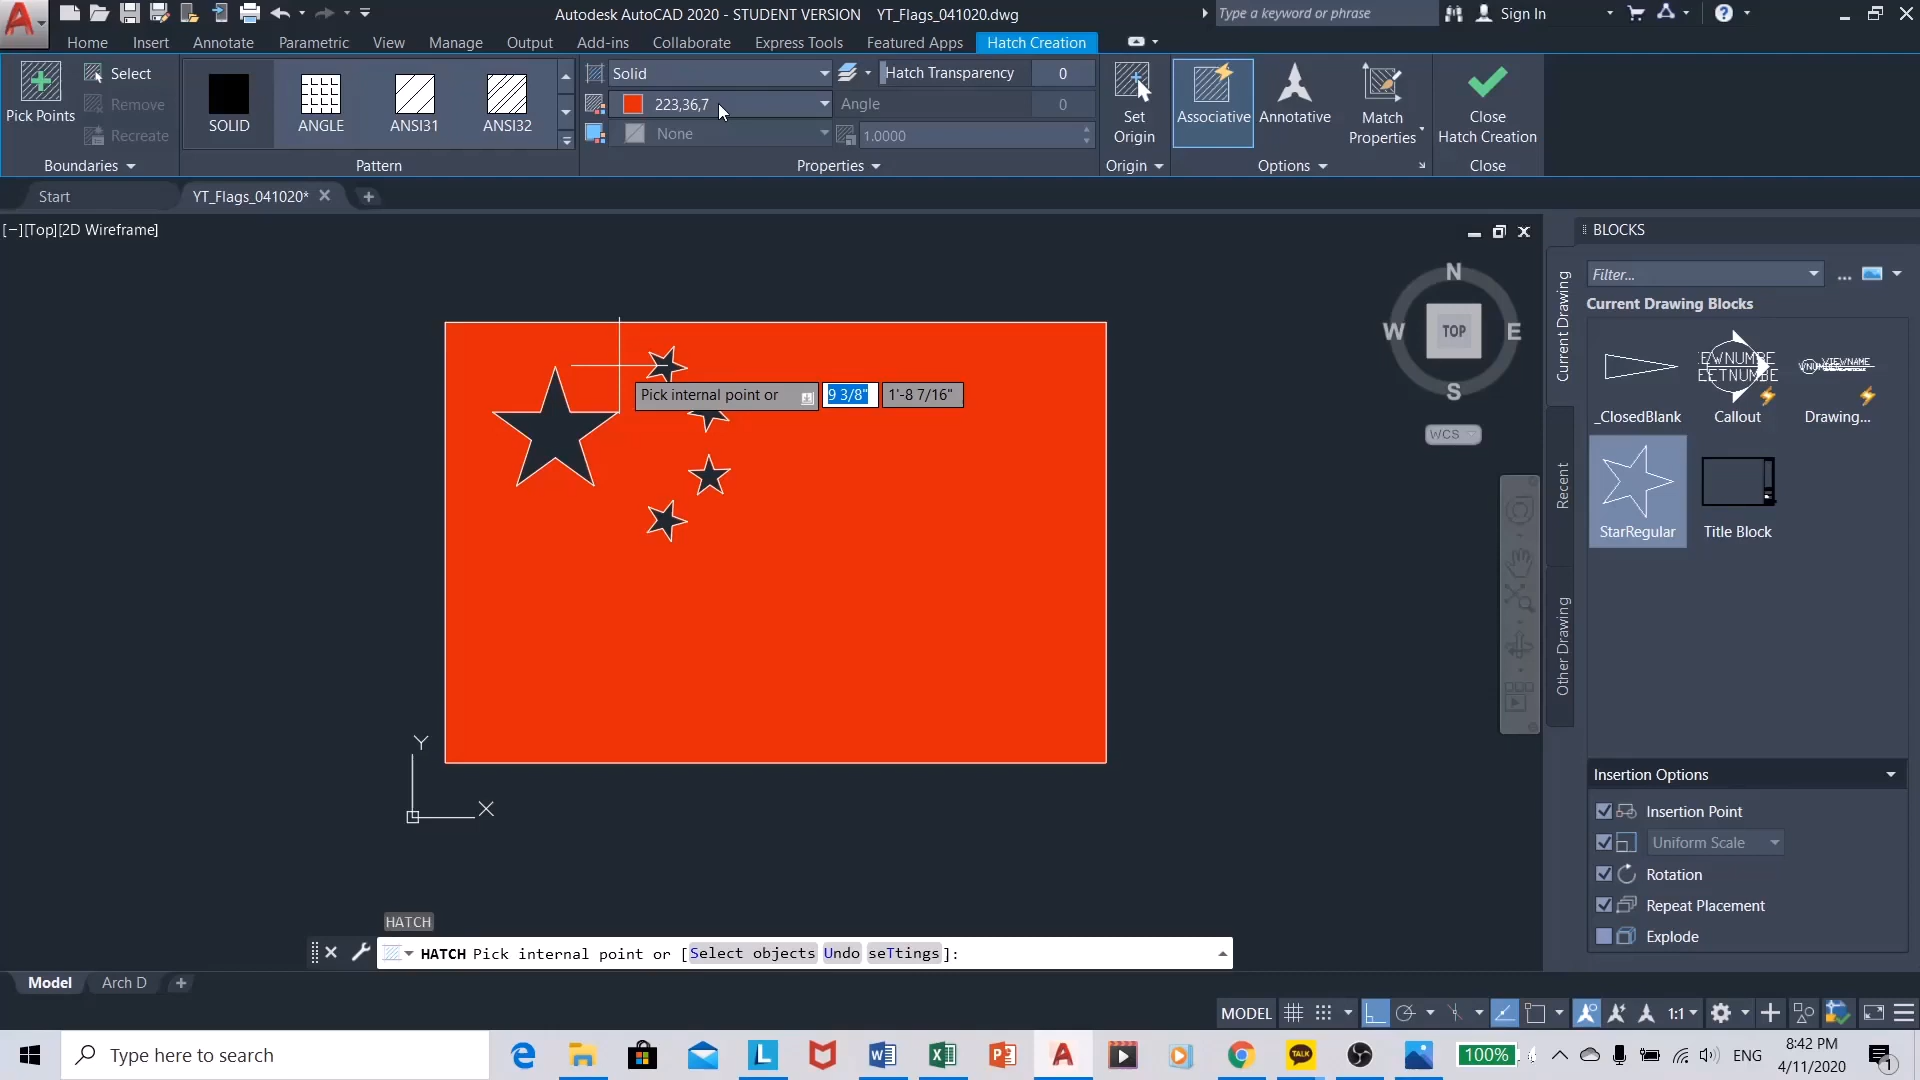 Autodesk AutoCAD 2020 - STUDENT VERSION YT_Flags_041020.dwg
Type a keyword or phrase
Sign In
Home Insert Annotate Parametric View Manage Output Add-ins Collaborate Express Tools Featured Apps Hatch Creation
Pick Points
Select
Remove
Recreate
Boundaries
SOLID
ANGLE
ANSI31
ANSI32
Pattern
Solid
223,36,7
None
Hatch Transparency 0
Angle 0
1.0000
Properties
Set
Origin
Origin
Associative
Annotative
Match
Properties
Options
Close
Hatch Creation
Close
Start
YT_Flags_041020*
[−][Top][2D Wireframe]
N
W
TOP
E
S
WCS
Pick internal point or
9 3/8"
1'-8 7/16"
Y
X
BLOCKS
Filter...
...
Current Drawing Blocks
Current Drawing
Recent
Other Drawing
_ClosedBlank
Callout
Drawing...
StarRegular
Title Block
Insertion Options
Insertion Point
Uniform Scale
Rotation
Repeat Placement
Explode
HATCH
HATCH Pick internal point or [Select objects Undo seTtings]:
Model
Arch D
MODEL
1:1
Type here to search
100%
ENG
8:42 PM
4/11/2020